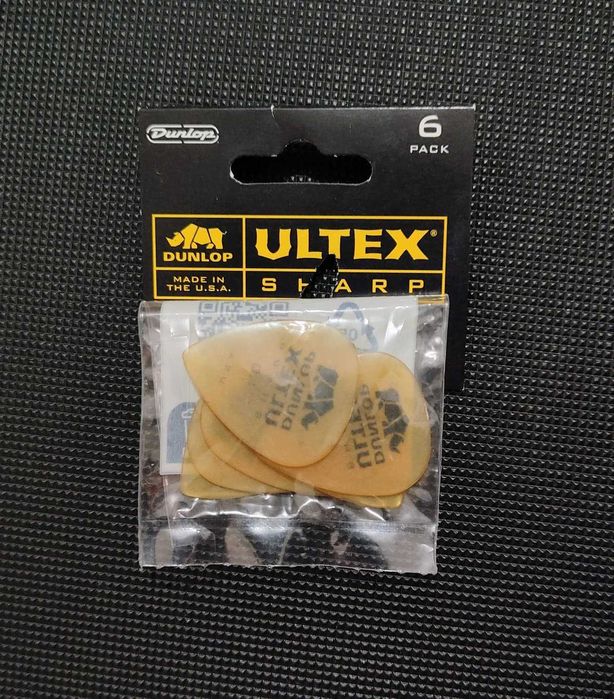 Dunlop
6
PACK
DUNLOP
ULTEX®
MADE IN
THE U.S.A.
SHARP
ULTEX
DUNLOP
ULTEX
DUNLOP